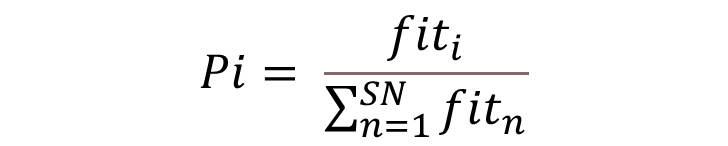 Pi = fit_i / ∑_{n=1}^{SN} fit_n